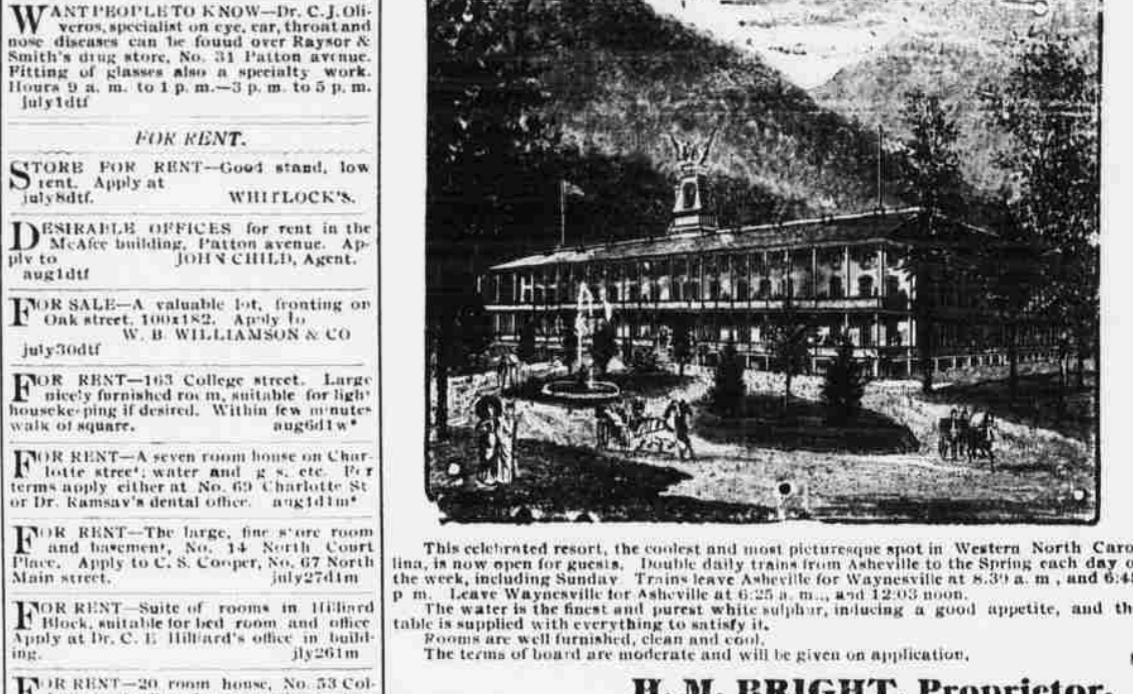 WANT PEOPLE TO KNOW—Dr. C. J. Oli-
veros, specialist on eye, ear, throat and
nose diseases can be fouud over Raysor &
Smith's drug store, No. 31 Patton avenue.
Fitting of glasses also a specialty work.
Hours 9 a. m. to 1 p. m.—3 p. m. to 5 p. m.
july1dtf
FOR RENT.
STORE FOR RENT—Good stand, low
rent. Apply at
july8dtf. WHITLOCK'S.
DESIRABLE OFFICES for rent in the
McAfee building, Patton avenue. Ap-
ply to JOHN CHILD, Agent.
aug1dtf
FOR SALE—A valuable lot, fronting on
Oak street, 100x182. Apply to
W. B. WILLIAMSON & CO
july30dtf
FOR RENT—163 College street. Large
nicely furnished room, suitable for ligh'
housekeeping if desired. Within few minutes
walk of square. aug6d1w*
FOR RENT—A seven room house on Char-
lotte street; water and g s, etc. For
terms apply either at No. 69 Charlotte St
or Dr. Ramsay's dental office. aug1d1m*
FOR RENT—The large, fine store room
and basement, No. 14 North Court
Place. Apply to C. S. Cooper, No. 67 North
Main street. july27d1m
FOR RENT—Suite of rooms in Hilliard
Block, suitable for bed room and office
Apply at Dr. C. E Hilliard's office in build-
ing. jly261m
FOR RENT—20 room house, No. 53 Col-
This celebrated resort, the coolest and most picturesque spot in Western North Caro
lina, is now open for guests. Double daily trains from Asheville to the Spring each day o
the week, including Sunday Trains leave Asheville for Waynesville at 8.39 a. m , and 6:45
p m. Leave Waynesville for Asheville at 6:25 a. m.., and 12:03 noon.
The water is the finest and purest white sulphur, inducing a good appetite, and th
table is supplied with everything to satisfy it.
Rooms are well furnished, clean and cool.
The terms of board are moderate and will be given on application.
H. M. BRIGHT, Proprietor.